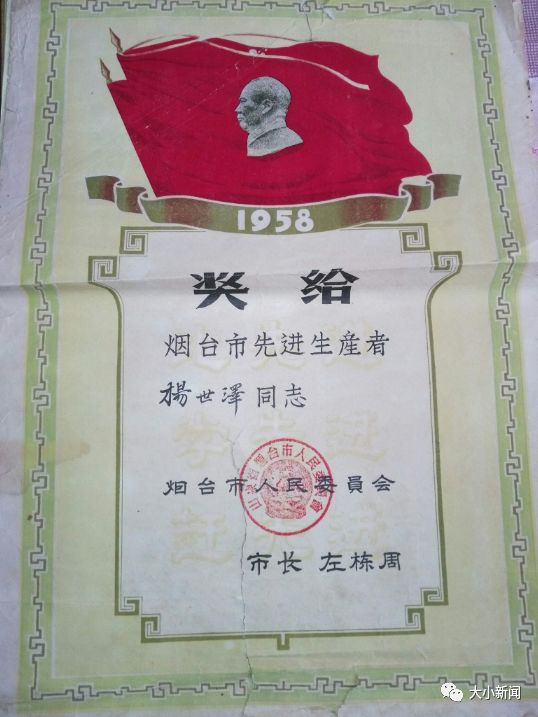 1958
奖给
烟台市先进生産者
楊世澤同志
烟台市人民委員会
市长 左栋周
大小新闻